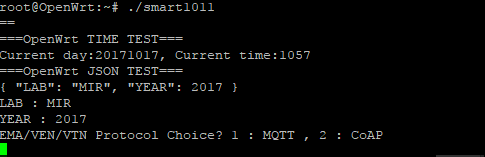 root@OpenWrt:~# ./smart1011
==
===OpenWrt TIME TEST===
Current day:20171017, Current time:1057
===OpenWrt JSON TEST===
{ "LAB": "MIR", "YEAR": 2017 }
LAB : MIR
YEAR : 2017
EMA/VEN/VTN Protocol Choice? 1 : MQTT , 2 : CoAP